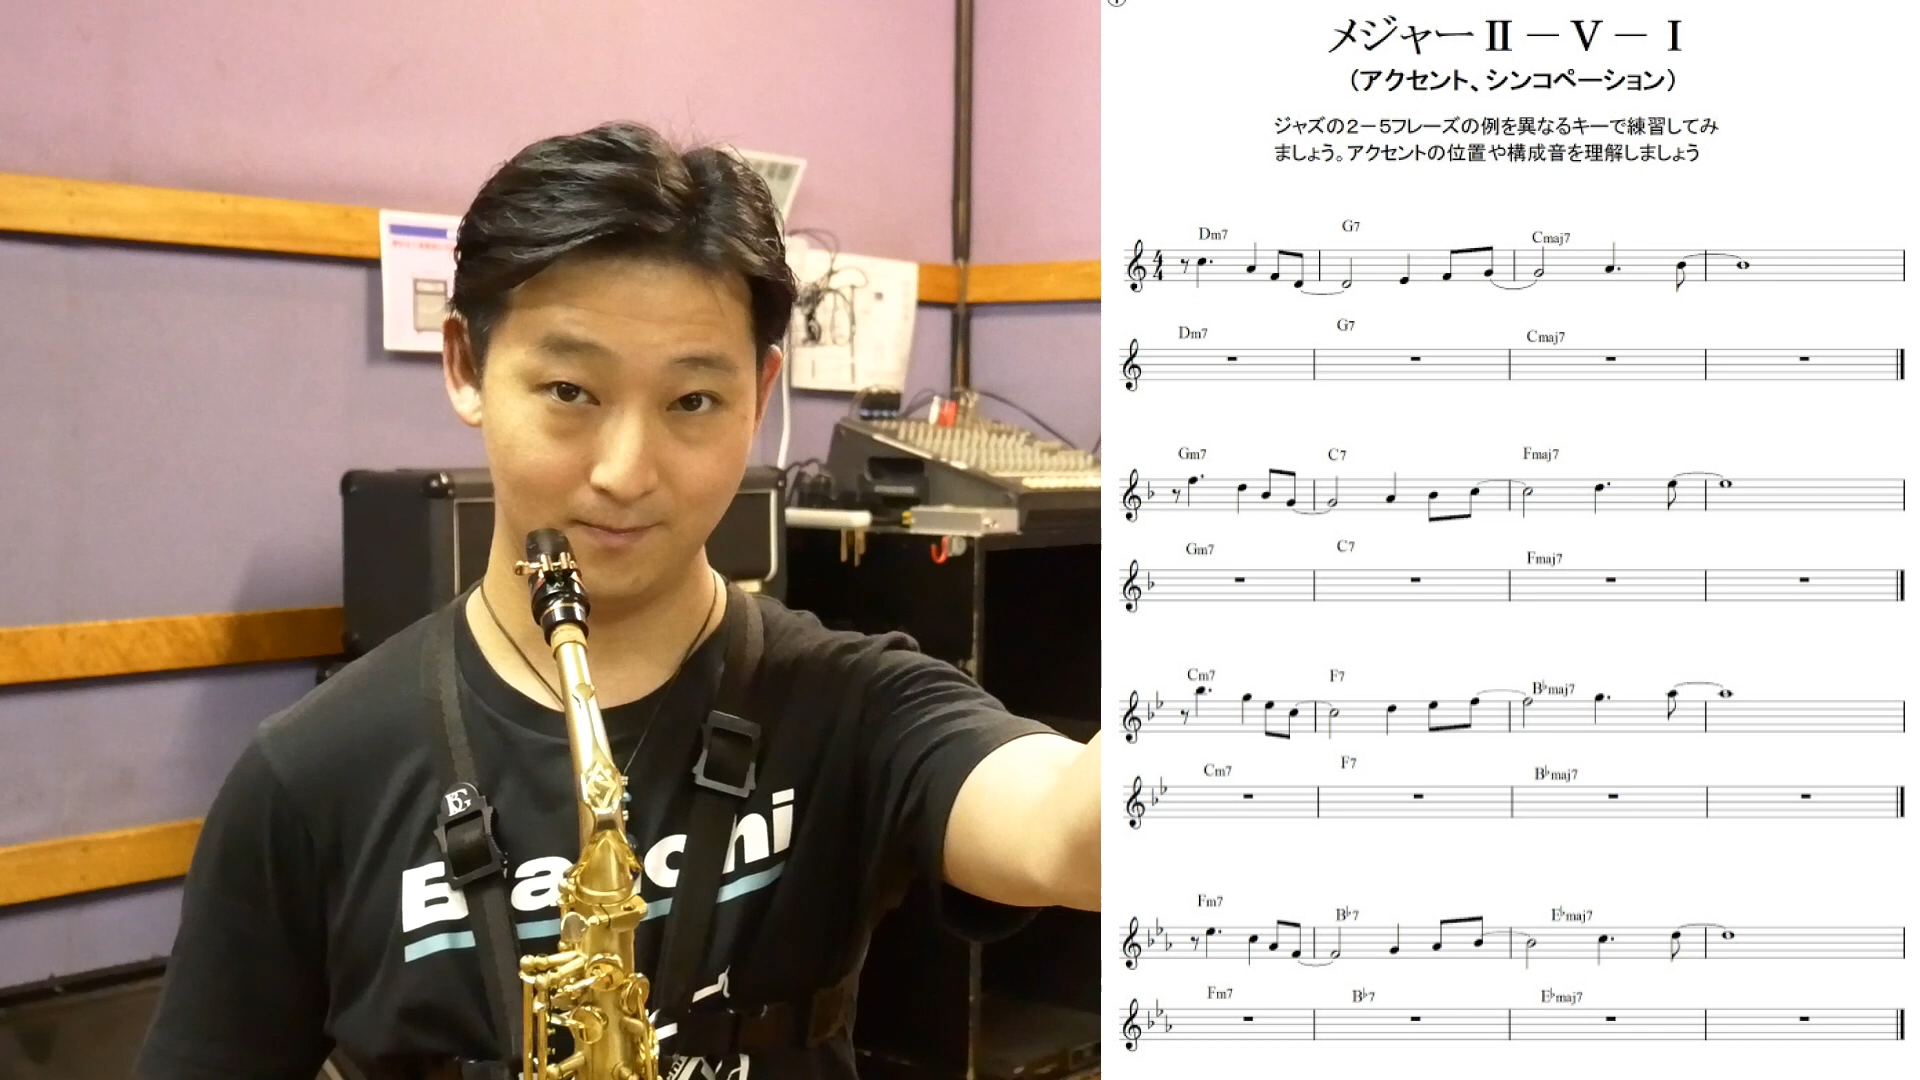 メジャーⅡ－Ⅴ－Ⅰ
（アクセント、シンコペーション）
ジャズの２－５フレーズの例を異なるキーで練習してみ
ましょう。アクセントの位置や構成音を理解しましょう
Dm7 G7 Cmaj7
Dm7 G7 Cmaj7
Gm7 C7 Fmaj7
Gm7 C7 Fmaj7
Cm7 F7 B♭maj7
Cm7 F7 B♭maj7
Fm7 B♭7 E♭maj7
Fm7 B♭7 E♭maj7
BG